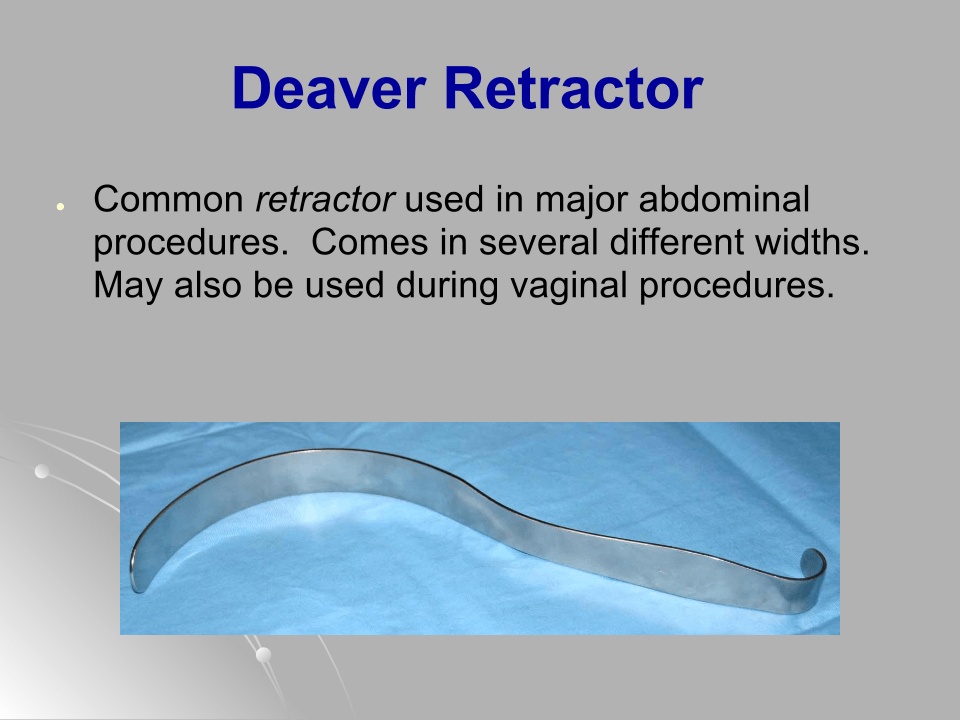 Deaver Retractor
● Common retractor used in major abdominal
procedures.  Comes in several different widths.
May also be used during vaginal procedures.